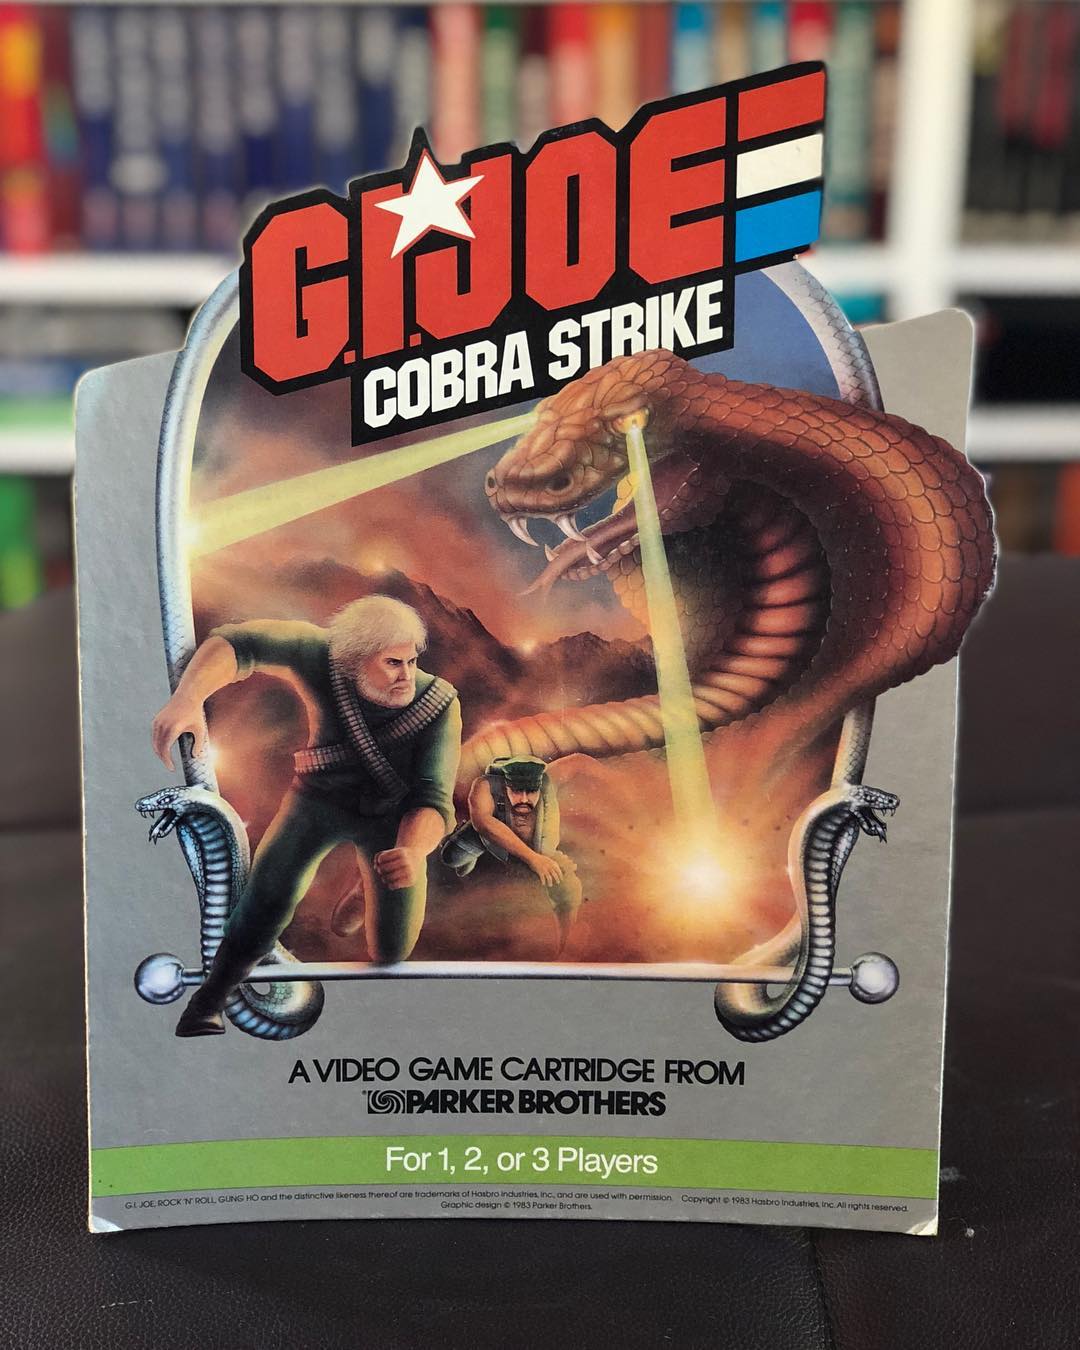 G.I. JOE
COBRA STRIKE
A VIDEO GAME CARTRIDGE FROM
PARKER BROTHERS
For 1, 2, or 3 Players
G.I. JOE, ROCK 'N' ROLL, GUNG HO and the distinctive likeness thereof are trademarks of Hasbro Industries, Inc., and are used with permission. Copyright © 1983 Hasbro Industries, Inc. All rights reserved.
Graphic design © 1983 Parker Brothers.